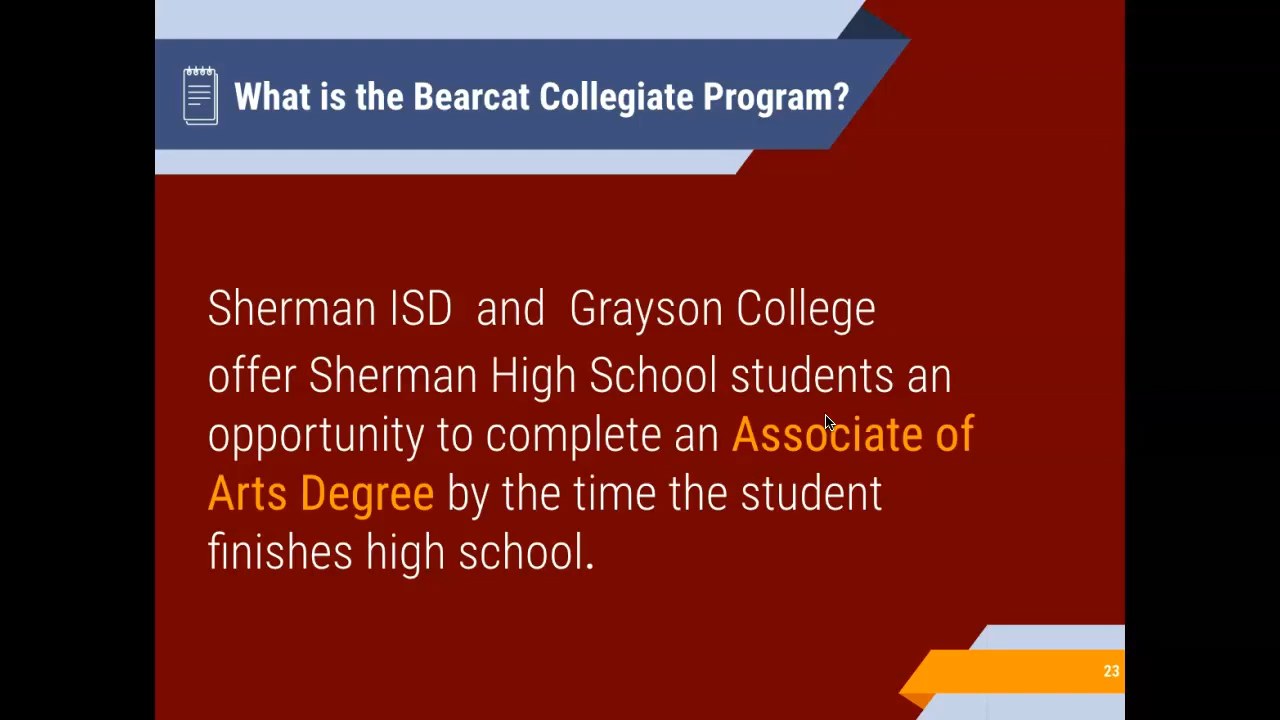 What is the Bearcat Collegiate Program?
Sherman ISD  and  Grayson College
offer Sherman High School students an
opportunity to complete an Associate of
Arts Degree by the time the student
finishes high school.
23